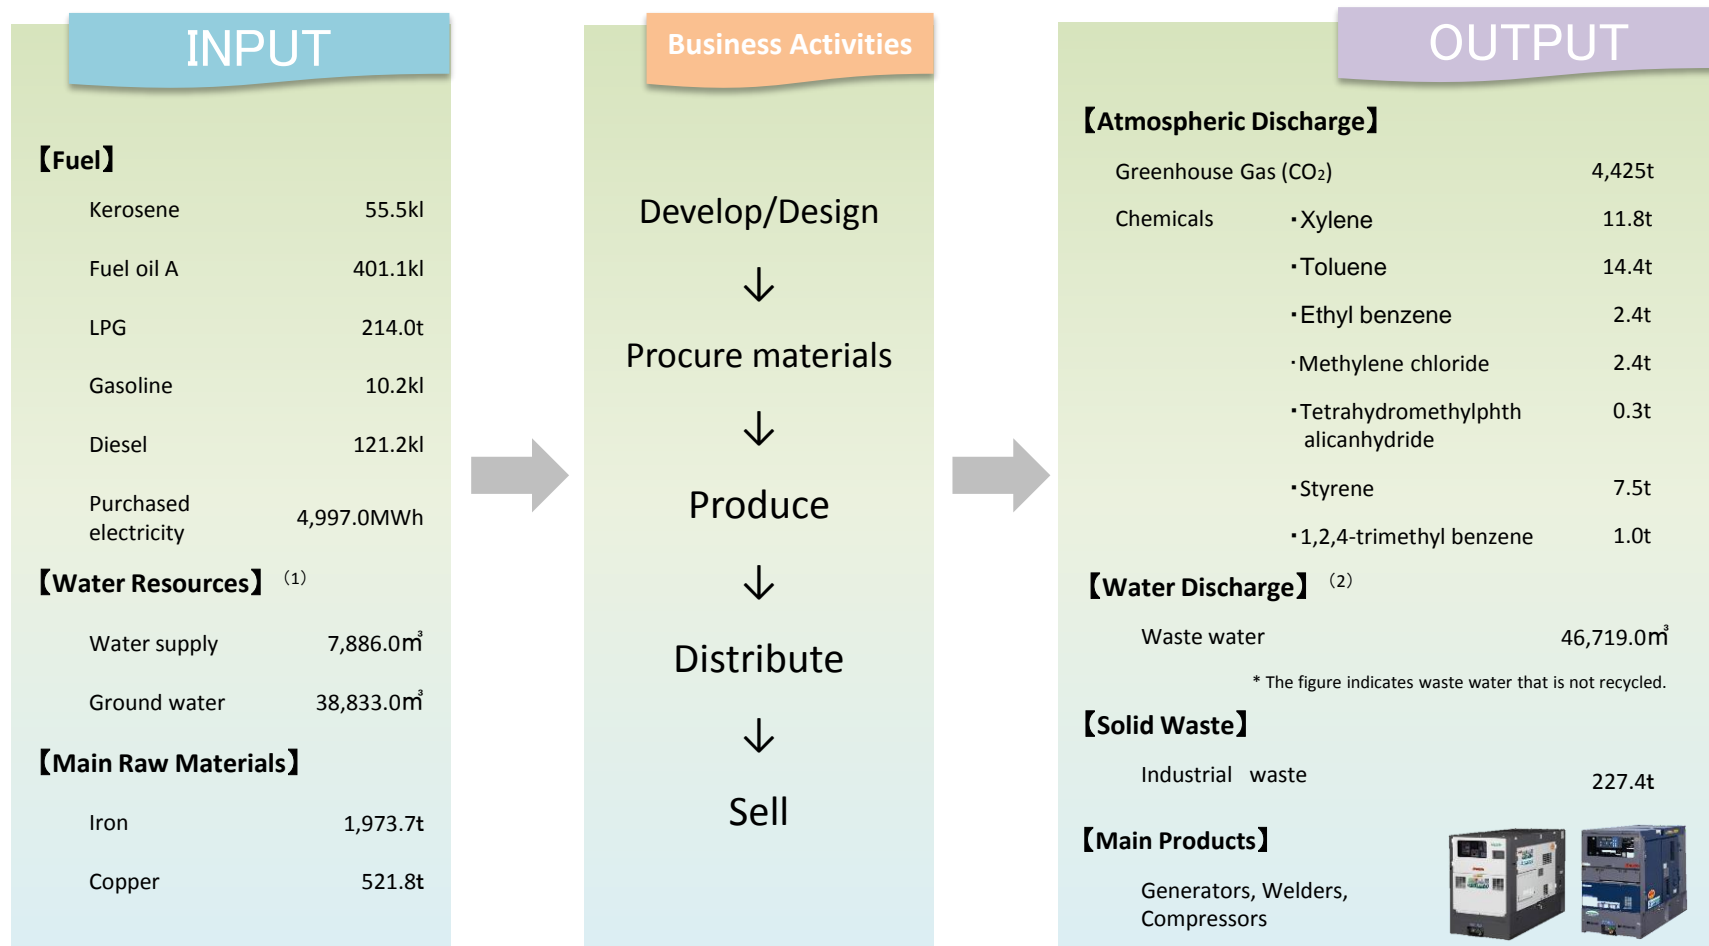 INPUT
【Fuel】
Kerosene 55.5kl
Fuel oil A 401.1kl
LPG 214.0t
Gasoline 10.2kl
Diesel 121.2kl
Purchased
electricity 4,997.0MWh
【Water Resources】 (1)
Water supply 7,886.0㎥
Ground water 38,833.0㎥
【Main Raw Materials】
Iron 1,973.7t
Copper 521.8t
Business Activities
Develop/Design
↓
Procure materials
↓
Produce
↓
Distribute
↓
Sell
OUTPUT
【Atmospheric Discharge】
Greenhouse Gas (CO₂) 4,425t
Chemicals ・Xylene 11.8t
・Toluene 14.4t
・Ethyl benzene 2.4t
・Methylene chloride 2.4t
・Tetrahydromethylphth 0.3t
alicanhydride
・Styrene 7.5t
・1,2,4-trimethyl benzene 1.0t
【Water Discharge】 (2)
Waste water 46,719.0㎥
* The figure indicates waste water that is not recycled.
【Solid Waste】
Industrial waste 227.4t
【Main Products】
Generators, Welders,
Compressors